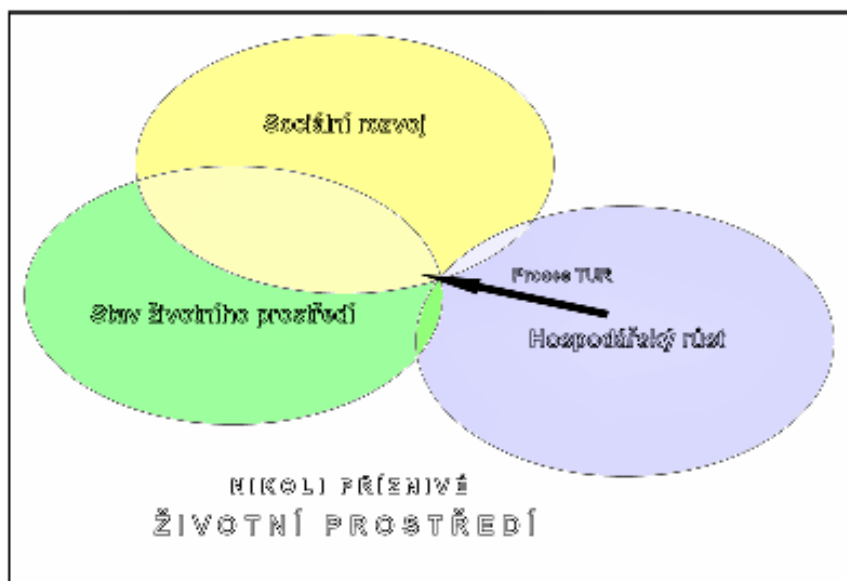 Sociální rozvoj
Proces TUR
Stav životního prostředí
Hospodářský růst
NIKOLI PŘÍZNIVÉ
ŽIVOTNÍ PROSTŘEDÍ